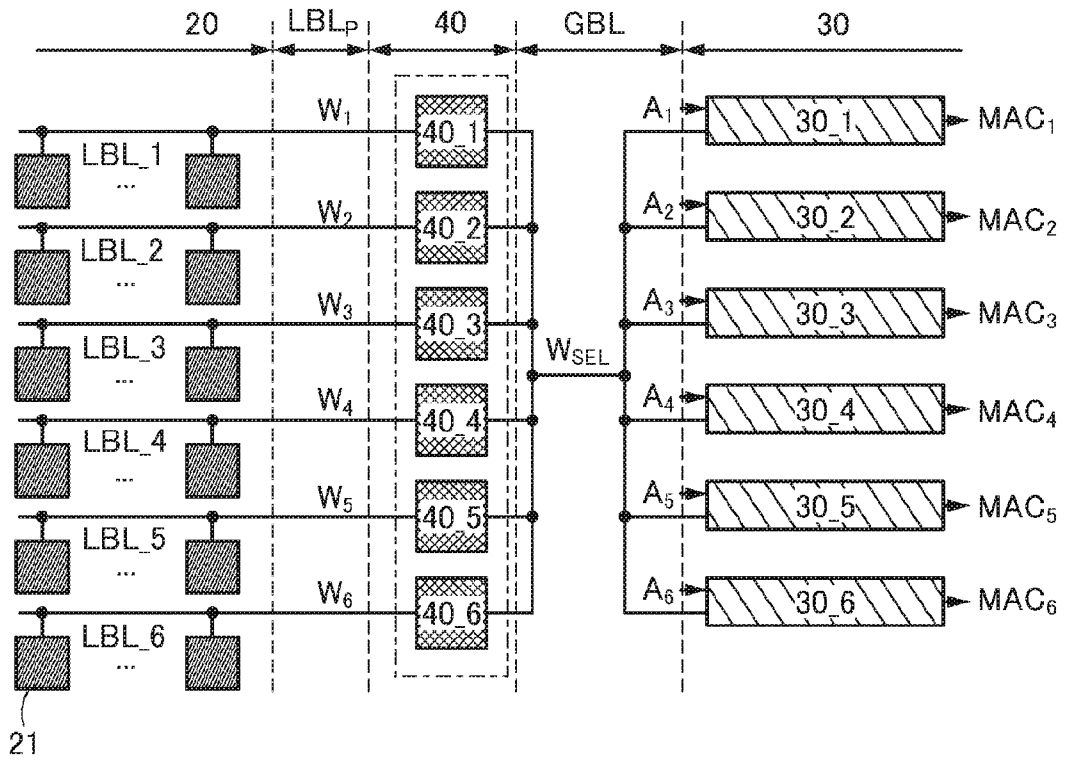 20 LBLP 40 GBL 30
W1 40_1 A1 30_1 MAC1
LBL_1
...
W2 40_2 A2 30_2 MAC2
LBL_2
...
W3 40_3 A3 30_3 MAC3
LBL_3
...
WSEL
W4 40_4 A4 30_4 MAC4
LBL_4
...
W5 40_5 A5 30_5 MAC5
LBL_5
...
W6 40_6 A6 30_6 MAC6
LBL_6
...
21